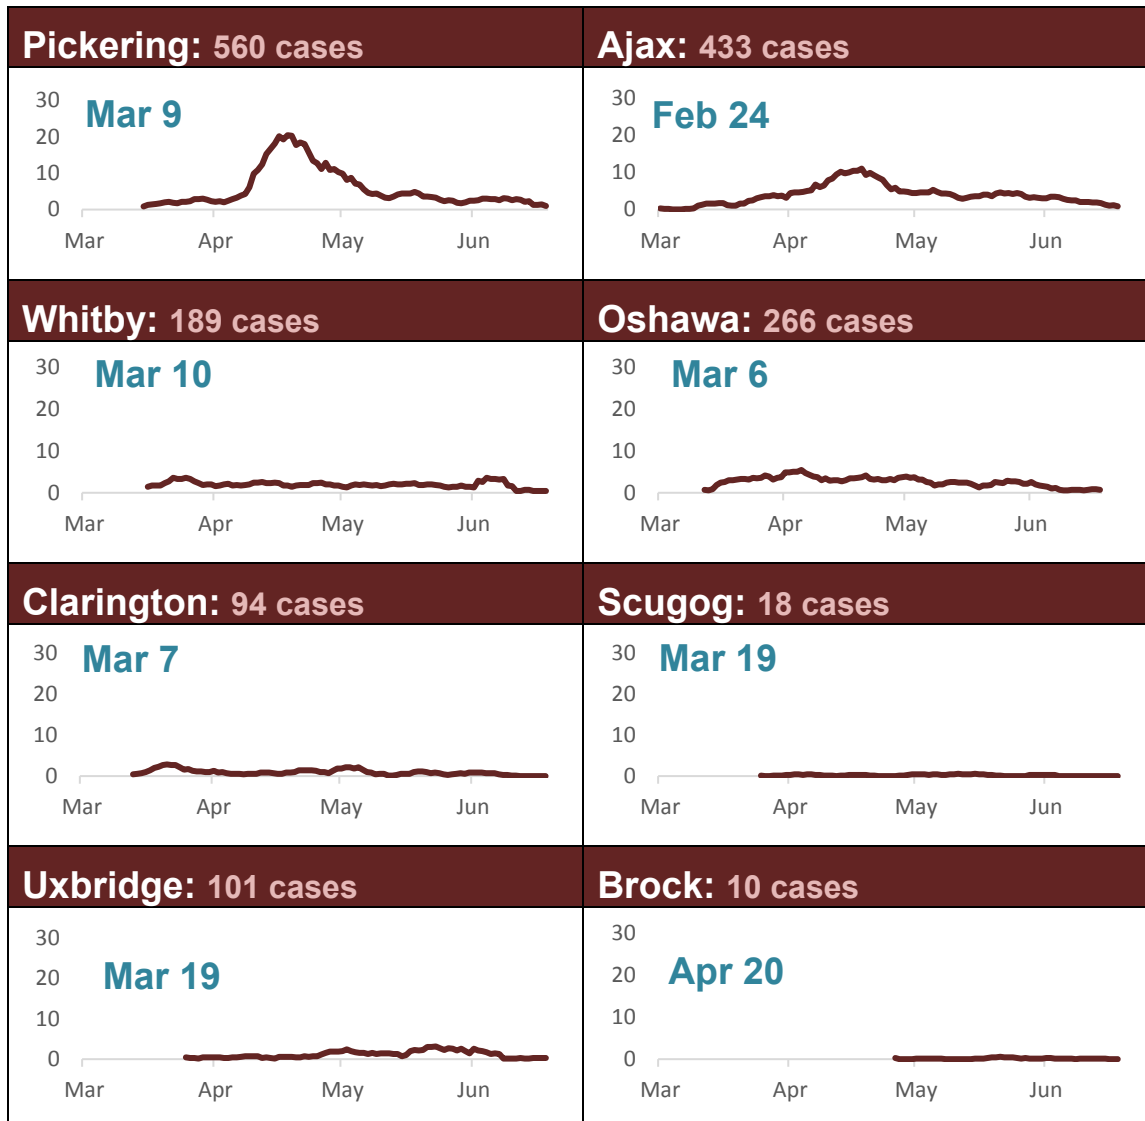 Pickering: 560 cases
Mar 9
30
20
10
0
Mar Apr May Jun
Ajax: 433 cases
Feb 24
30
20
10
0
Mar Apr May Jun
Whitby: 189 cases
Mar 10
30
20
10
0
Mar Apr May Jun
Oshawa: 266 cases
Mar 6
30
20
10
0
Mar Apr May Jun
Clarington: 94 cases
Mar 7
30
20
10
0
Mar Apr May Jun
Scugog: 18 cases
Mar 19
30
20
10
0
Mar Apr May Jun
Uxbridge: 101 cases
Mar 19
30
20
10
0
Mar Apr May Jun
Brock: 10 cases
Apr 20
30
20
10
0
Mar Apr May Jun